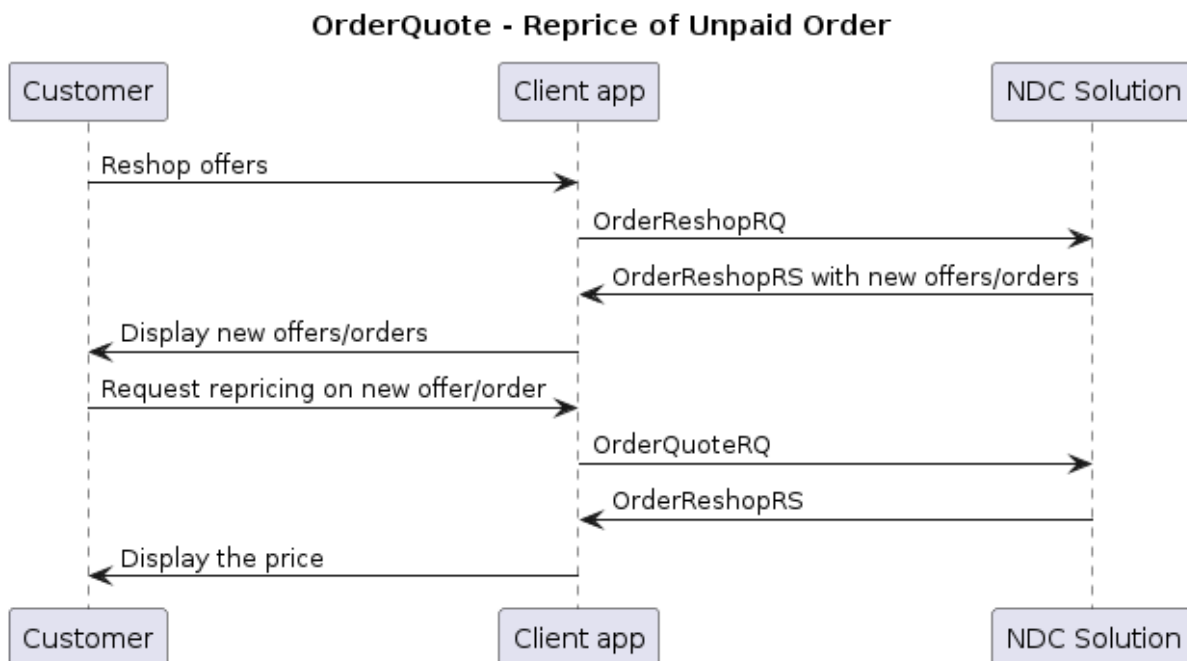 OrderQuote - Reprice of Unpaid Order
Customer Client app NDC Solution
Reshop offers
OrderReshopRQ
OrderReshopRS with new offers/orders
Display new offers/orders
Request repricing on new offer/order
OrderQuoteRQ
OrderReshopRS
Display the price
Customer Client app NDC Solution